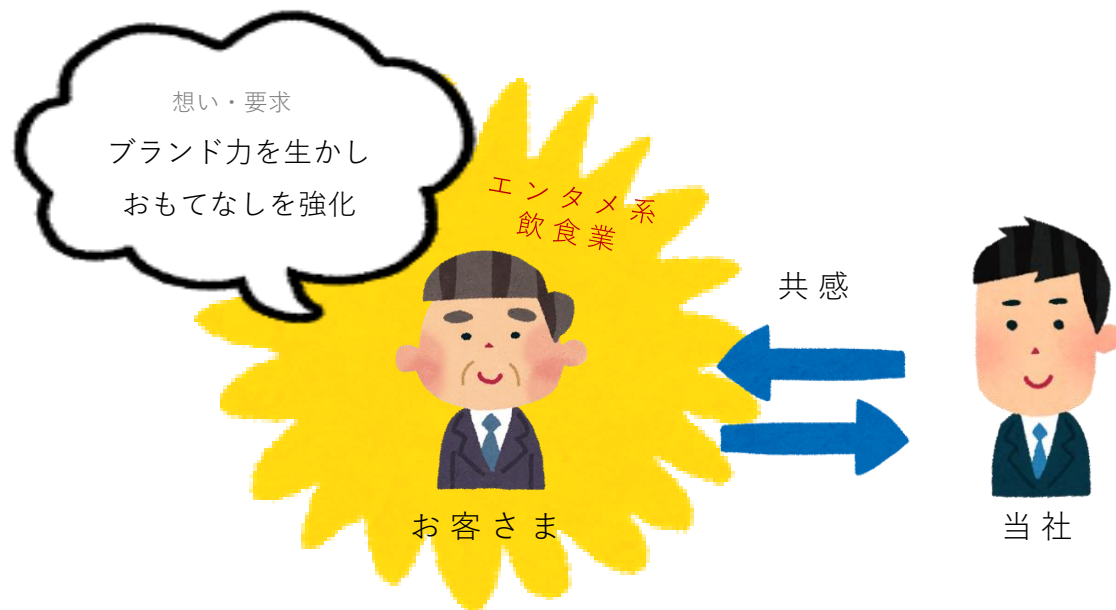 想い・要求
ブランド力を生かし
おもてなしを強化
エンタメ系
飲食業
共感
お客さま
当社